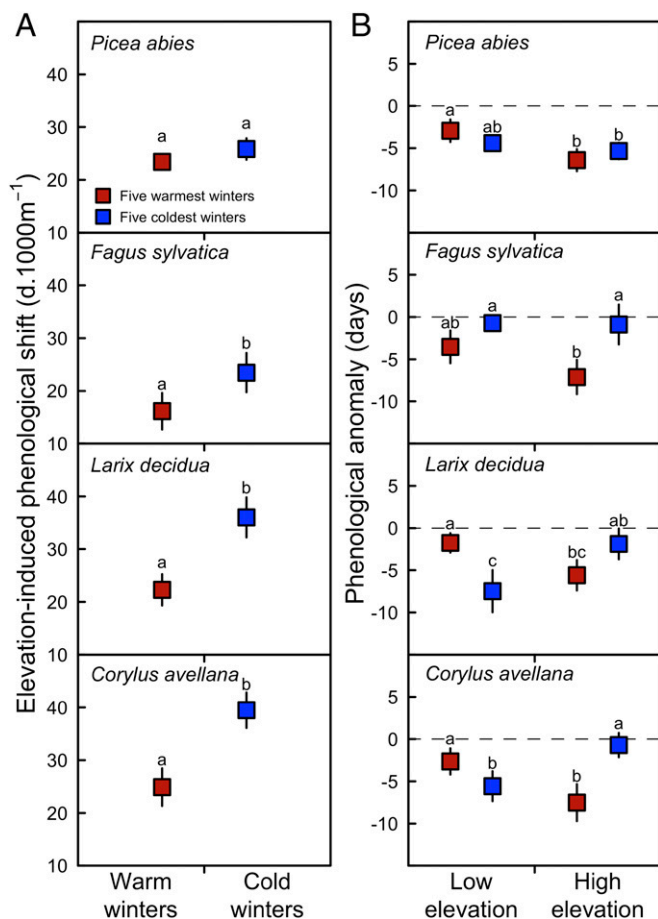 A
Elevation-induced phenological shift (d.1000m⁻¹)
Picea abies
40
30
20
10
a
a
Five warmest winters
Five coldest winters
Fagus sylvatica
40
30
20
10
a
b
Larix decidua
40
30
20
10
a
b
Corylus avellana
40
30
20
10
a
b
Warm winters
Cold winters
B
Phenological anomaly (days)
Picea abies
5
0
-5
-10
a
ab
b
b
Fagus sylvatica
5
0
-5
-10
ab
a
b
a
Larix decidua
5
0
-5
-10
a
c
bc
ab
Corylus avellana
5
0
-5
-10
a
b
b
a
Low elevation
High elevation